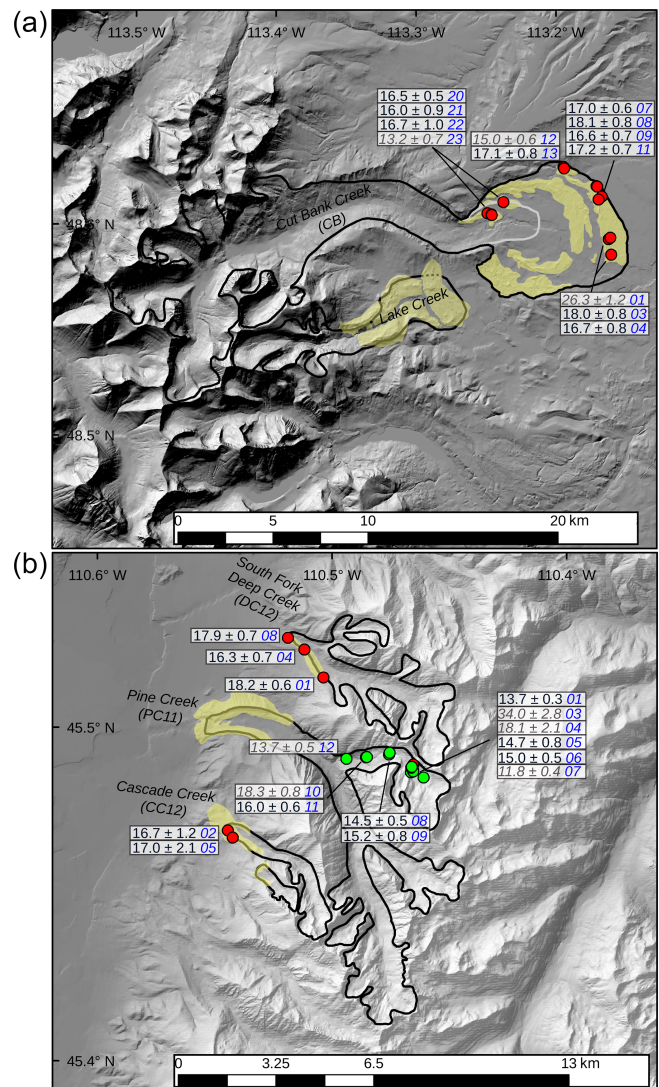 (a)
113.5° W
113.4° W
113.3° W
113.2° W
16.5 ± 0.5 20
16.0 ± 0.9 21
16.7 ± 1.0 22
13.2 ± 0.7 23
15.0 ± 0.6 12
17.1 ± 0.8 13
17.0 ± 0.6 07
18.1 ± 0.8 08
16.6 ± 0.7 09
17.2 ± 0.7 11
Cut Bank Creek
(CB)
48.6° N
Lake Creek
26.3 ± 1.2 01
18.0 ± 0.8 03
16.7 ± 0.8 04
48.5° N
0
5
10
20 km
(b)
110.6° W
110.5° W
110.4° W
South Fork
Deep Creek
(DC12)
17.9 ± 0.7 08
16.3 ± 0.7 04
18.2 ± 0.6 01
Pine Creek
(PC11)
45.5° N
13.7 ± 0.3 01
34.0 ± 2.8 03
18.1 ± 2.1 04
14.7 ± 0.8 05
15.0 ± 0.5 06
11.8 ± 0.4 07
13.7 ± 0.5 12
18.3 ± 0.8 10
16.0 ± 0.6 11
14.5 ± 0.5 08
15.2 ± 0.8 09
Cascade Creek
(CC12)
16.7 ± 1.2 02
17.0 ± 2.1 05
45.4° N
0
3.25
6.5
13 km